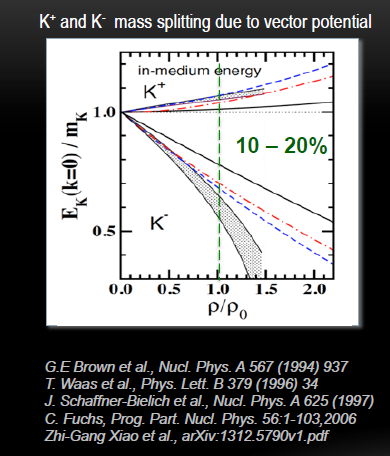 K⁺ and K⁻ mass splitting due to vector potential
in-medium energy
K⁺
1.0
10 – 20%
E_K(k=0) / m_K
0.5
K⁻
0.0 0.5 1.0 1.5 2.0
ρ/ρ₀
G.E Brown et al., Nucl. Phys. A 567 (1994) 937
T. Waas et al., Phys. Lett. B 379 (1996) 34
J. Schaffner-Bielich et al., Nucl. Phys. A 625 (1997)
C. Fuchs, Prog. Part. Nucl. Phys. 56:1-103,2006
Zhi-Gang Xiao et al., arXiv:1312.5790v1.pdf